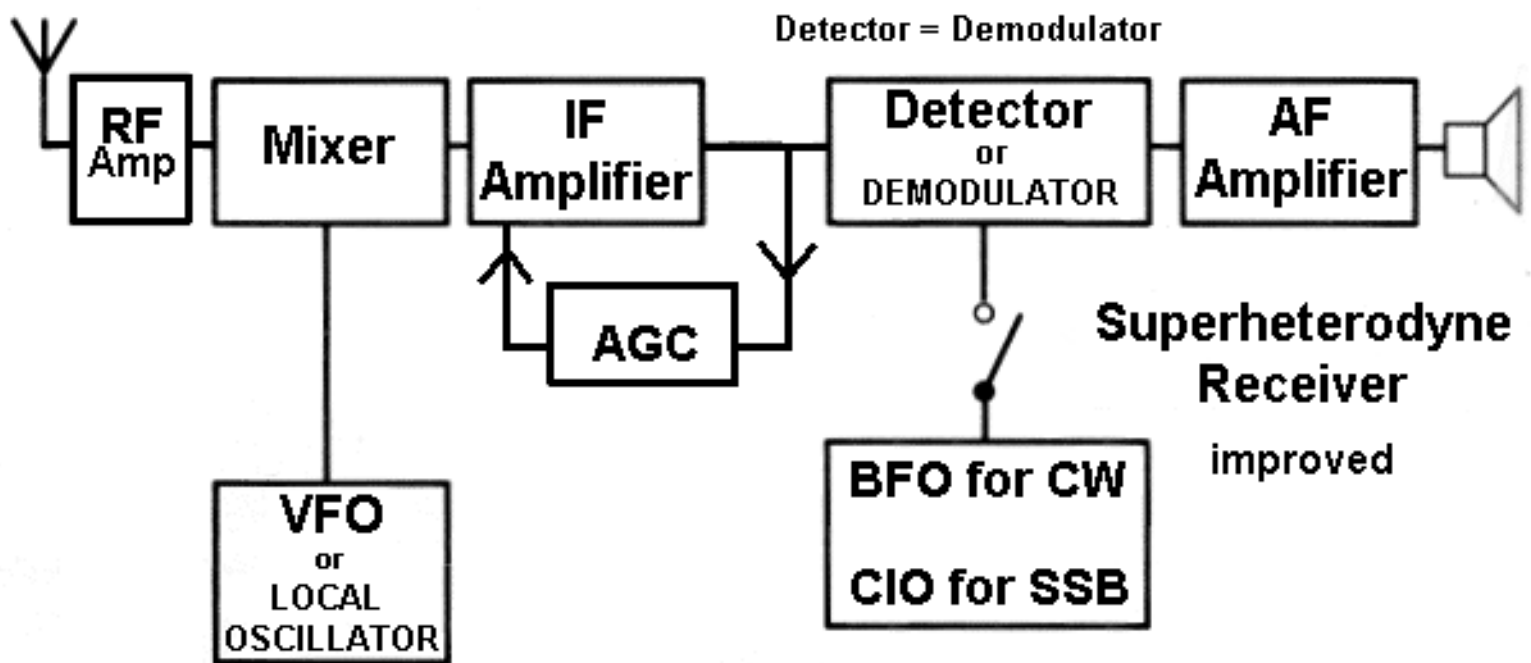 Detector = Demodulator
RF
Amp
Mixer
IF
Amplifier
Detector
or
DEMODULATOR
AF
Amplifier
AGC
Superheterodyne
Receiver
improved
VFO
or
LOCAL
OSCILLATOR
BFO for CW
CIO for SSB